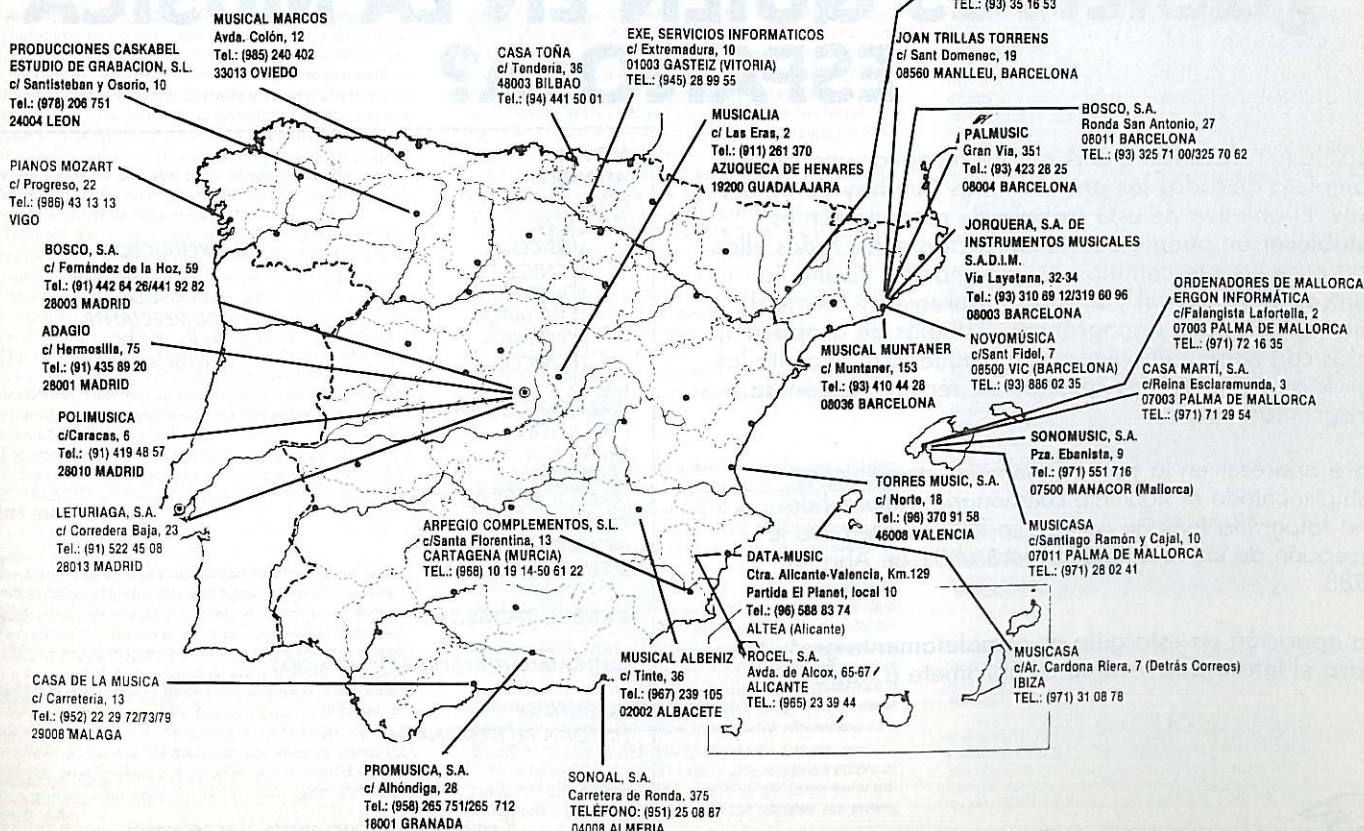 TEL.: (93) 35 16 53
MUSICAL MARCOS
Avda. Colón, 12
Tel.: (985) 240 402
33013 OVIEDO
PRODUCCIONES CASKABEL
ESTUDIO DE GRABACION, S.L.
c/ Santisteban y Osorio, 10
Tel.: (978) 206 751
24004 LEON
CASA TOÑA
c/ Tendería, 36
48003 BILBAO
Tel.: (94) 441 50 01
EXE, SERVICIOS INFORMATICOS
c/ Extremadura, 10
01003 GASTEIZ (VITORIA)
TEL.: (945) 28 99 55
JOAN TRILLAS TORRENS
c/ Sant Domenec, 19
08560 MANLLEU, BARCELONA
MUSICALIA
c/ Las Eras, 2
Tel.: (911) 261 370
AZUQUECA DE HENARES
19200 GUADALAJARA
BOSCO, S.A.
Ronda San Antonio, 27
08011 BARCELONA
TEL.: (93) 325 71 00/325 70 62
PALMUSIC
Gran Via, 351
Tel.: (93) 423 28 25
08004 BARCELONA
PIANOS MOZART
c/ Progreso, 22
Tel.: (986) 43 13 13
VIGO
JORQUERA, S.A. DE
INSTRUMENTOS MUSICALES
S.A.D.I.M.
Vía Layetana, 32-34
Tel.: (93) 310 69 12/319 60 96
08003 BARCELONA
BOSCO, S.A.
c/ Fernández de la Hoz, 59
Tel.: (91) 442 64 26/441 92 82
28003 MADRID
ORDENADORES DE MALLORCA
ERGON INFORMÁTICA
c/Falangista Lafortella, 2
07003 PALMA DE MALLORCA
TEL.: (971) 72 16 35
ADAGIO
c/ Hermosilla, 75
Tel.: (91) 435 89 20
28001 MADRID
MUSICAL MUNTANER
c/ Muntaner, 153
Tel.: (93) 410 44 28
08036 BARCELONA
NOVOMÚSICA
c/Sant Fidel, 7
08500 VIC (BARCELONA)
TEL.: (93) 886 02 35
CASA MARTÍ, S.A.
c/Reina Esclaramunda, 3
07003 PALMA DE MALLORCA
TEL.: (971) 71 29 54
POLIMUSICA
c/Caracas, 6
Tel.: (91) 419 48 57
28010 MADRID
SONOMUSIC, S.A.
Pza. Ebanista, 9
Tel.: (971) 551 716
07500 MANACOR (Mallorca)
TORRES MUSIC, S.A.
c/ Norte, 18
Tel.: (96) 370 91 58
46008 VALENCIA
LETURIAGA, S.A.
c/ Corredera Baja, 23
Tel.: (91) 522 45 08
28013 MADRID
ARPEGIO COMPLEMENTOS, S.L.
c/Santa Florentina, 13
CARTAGENA (MURCIA)
TEL.: (968) 10 19 14-50 61 22
MUSICASA
c/Santiago Ramón y Cajal, 10
07011 PALMA DE MALLORCA
TEL.: (971) 28 02 41
DATA-MUSIC
Ctra. Alicante-Valencia, Km.129
Partida El Planet, local 10
Tel.: (96) 588 83 74
ALTEA (Alicante)
MUSICAL ALBENIZ
c/ Tinte, 36
Tel.: (967) 239 105
02002 ALBACETE
ROCEL, S.A.
Avda. de Alcox, 65-67
ALICANTE
TEL.: (965) 23 39 44
MUSICASA
c/Ar. Cardona Riera, 7 (Detrás Correos)
IBIZA
TEL.: (971) 31 08 78
CASA DE LA MUSICA
c/ Carretería, 13
Tel.: (952) 22 29 72/73/79
29008 MALAGA
PROMUSICA, S.A.
c/ Alhóndiga, 28
Tel.: (958) 265 751/265 712
18001 GRANADA
SONOAL, S.A.
Carretera de Ronda, 375
TELÉFONO: (951) 25 08 87
04008 ALMERIA